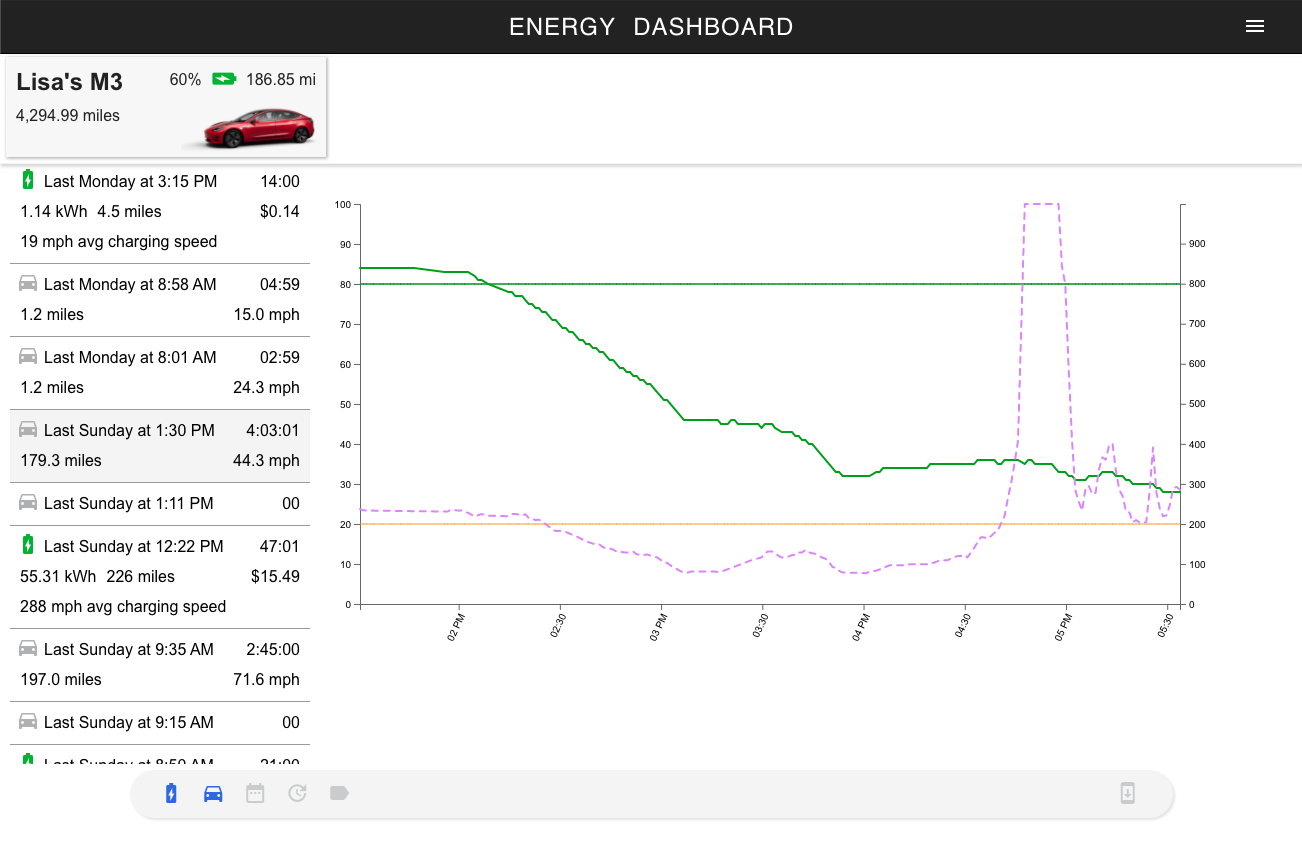 ENERGY DASHBOARD
Lisa's M3 60% 186.85 mi
4,294.99 miles
Last Monday at 3:15 PM 14:00
1.14 kWh 4.5 miles $0.14
19 mph avg charging speed
Last Monday at 8:58 AM 04:59
1.2 miles 15.0 mph
Last Monday at 8:01 AM 02:59
1.2 miles 24.3 mph
Last Sunday at 1:30 PM 4:03:01
179.3 miles 44.3 mph
Last Sunday at 1:11 PM 00
Last Sunday at 12:22 PM 47:01
55.31 kWh 226 miles $15.49
288 mph avg charging speed
Last Sunday at 9:35 AM 2:45:00
197.0 miles 71.6 mph
Last Sunday at 9:15 AM 00
Last Sunday at 8:50 AM 21:00
100
90 900
80 800
70 700
60 600
50 500
40 400
30 300
20 200
10 100
0 0
02 PM 02:30 03 PM 03:30 04 PM 04:30 05 PM 05:30